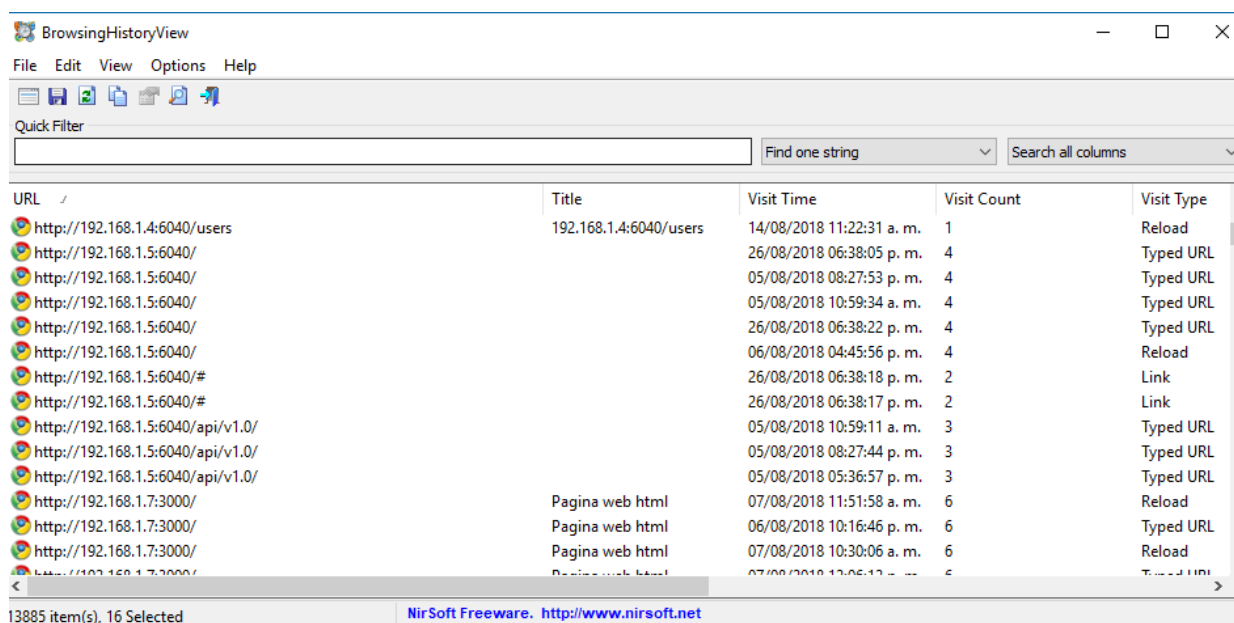 BrowsingHistoryView
File Edit View Options Help
Quick Filter
Find one string Search all columns
URL Title Visit Time Visit Count Visit Type
http://192.168.1.4:6040/users 192.168.1.4:6040/users 14/08/2018 11:22:31 a. m. 1 Reload
http://192.168.1.5:6040/ 26/08/2018 06:38:05 p. m. 4 Typed URL
http://192.168.1.5:6040/ 05/08/2018 08:27:53 p. m. 4 Typed URL
http://192.168.1.5:6040/ 05/08/2018 10:59:34 a. m. 4 Typed URL
http://192.168.1.5:6040/ 26/08/2018 06:38:22 p. m. 4 Typed URL
http://192.168.1.5:6040/ 06/08/2018 04:45:56 p. m. 4 Reload
http://192.168.1.5:6040/# 26/08/2018 06:38:18 p. m. 2 Link
http://192.168.1.5:6040/# 26/08/2018 06:38:17 p. m. 2 Link
http://192.168.1.5:6040/api/v1.0/ 05/08/2018 10:59:11 a. m. 3 Typed URL
http://192.168.1.5:6040/api/v1.0/ 05/08/2018 08:27:44 p. m. 3 Typed URL
http://192.168.1.5:6040/api/v1.0/ 05/08/2018 05:36:57 p. m. 3 Typed URL
http://192.168.1.7:3000/ Pagina web html 07/08/2018 11:51:58 a. m. 6 Reload
http://192.168.1.7:3000/ Pagina web html 06/08/2018 10:16:46 p. m. 6 Typed URL
http://192.168.1.7:3000/ Pagina web html 07/08/2018 10:30:06 a. m. 6 Reload
13885 item(s), 16 Selected NirSoft Freeware. http://www.nirsoft.net